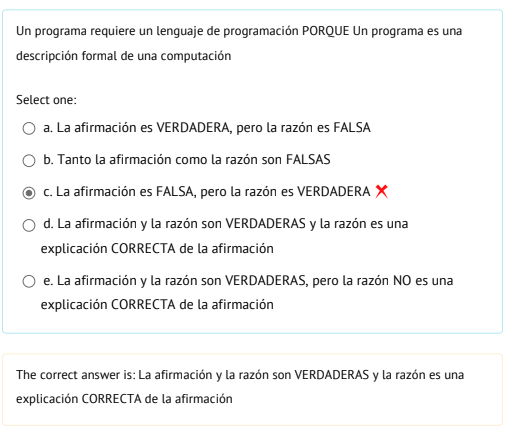 Un programa requiere un lenguaje de programación PORQUE Un programa es una
descripción formal de una computación
Select one:
a. La afirmación es VERDADERA, pero la razón es FALSA
b. Tanto la afirmación como la razón son FALSAS
c. La afirmación es FALSA, pero la razón es VERDADERA
d. La afirmación y la razón son VERDADERAS y la razón es una
explicación CORRECTA de la afirmación
e. La afirmación y la razón son VERDADERAS, pero la razón NO es una
explicación CORRECTA de la afirmación
The correct answer is: La afirmación y la razón son VERDADERAS y la razón es una
explicación CORRECTA de la afirmación